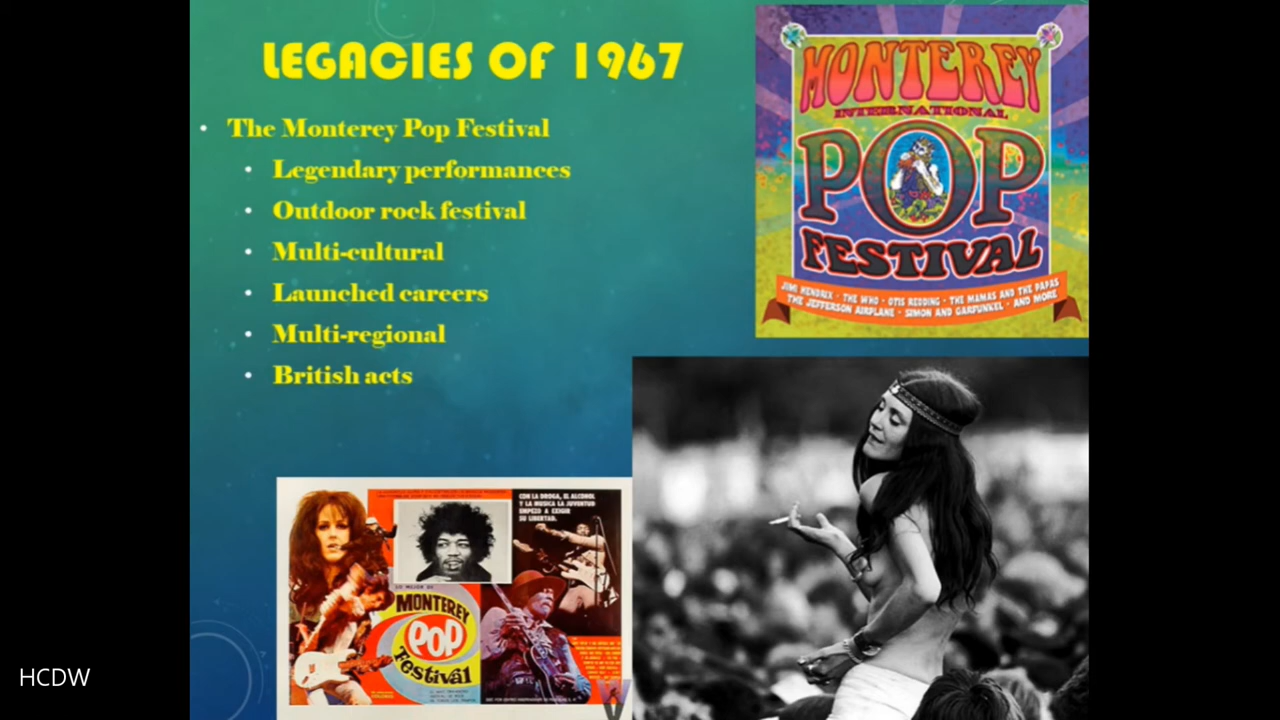 LEGACIES OF 1967
The Monterey Pop Festival
Legendary performances
Outdoor rock festival
Multi-cultural
Launched careers
Multi-regional
British acts
MONTEREY
INTERNATIONAL
POP
FESTIVAL
JIMI HENDRIX · THE WHO · OTIS REDDING · THE MAMAS AND THE PAPAS
THE JEFFERSON AIRPLANE · SIMON AND GARFUNKEL · AND MORE
CON LA DROGA, EL ALCOHOL
Y LA MUSICA LA JUVENTUD
EMPEZO A EXIGIR
SU LIBERTAD.
LO MEJOR DE
MONTEREY
POP
Festival
HCDW